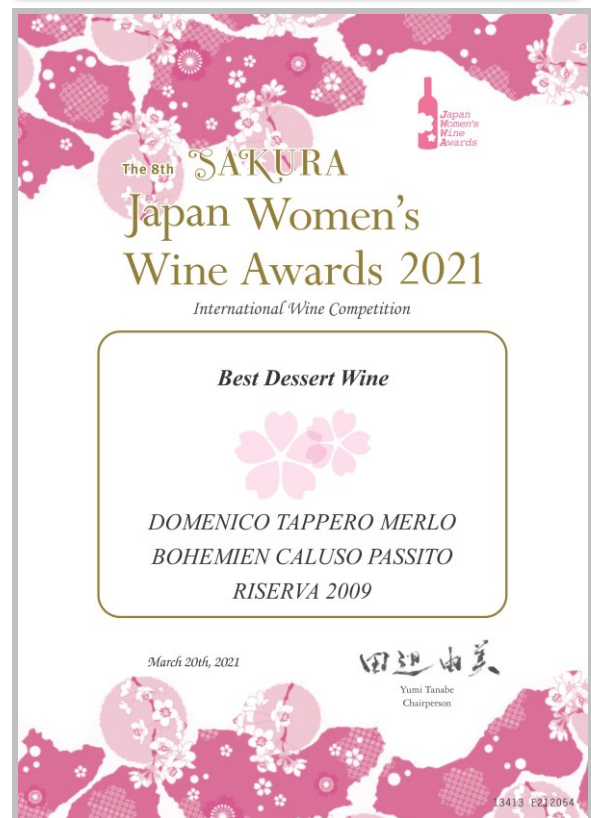 Japan
Women's
Wine
Awards
The 8th SAKURA
Japan Women's
Wine Awards 2021
International Wine Competition
Best Dessert Wine
DOMENICO TAPPERO MERLO
BOHEMIEN CALUSO PASSITO
RISERVA 2009
March 20th, 2021
田辺由美
Yumi Tanabe
Chairperson
13413 E212054